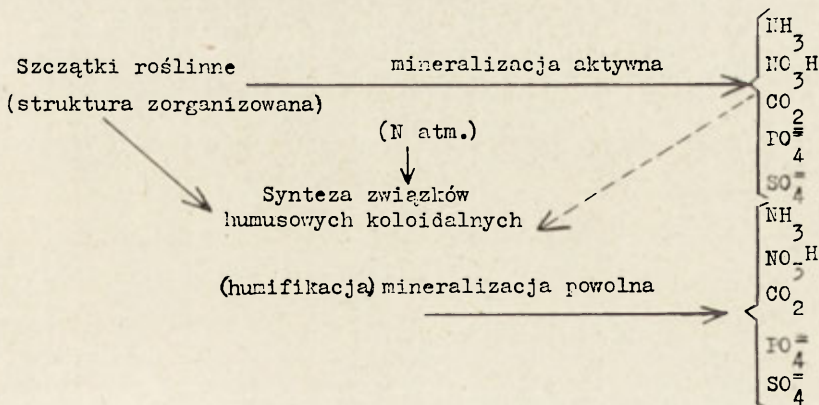 Szczątki roślinne
(struktura zorganizowana)
mineralizacja aktywna
NH3
NO3H
CO2
PO4=
SO4=
(N atm.)
Synteza związków
humusowych koloidalnych
(humifikacja) mineralizacja powolna
NH3
NO3H
CO2
PO4=
SO4=